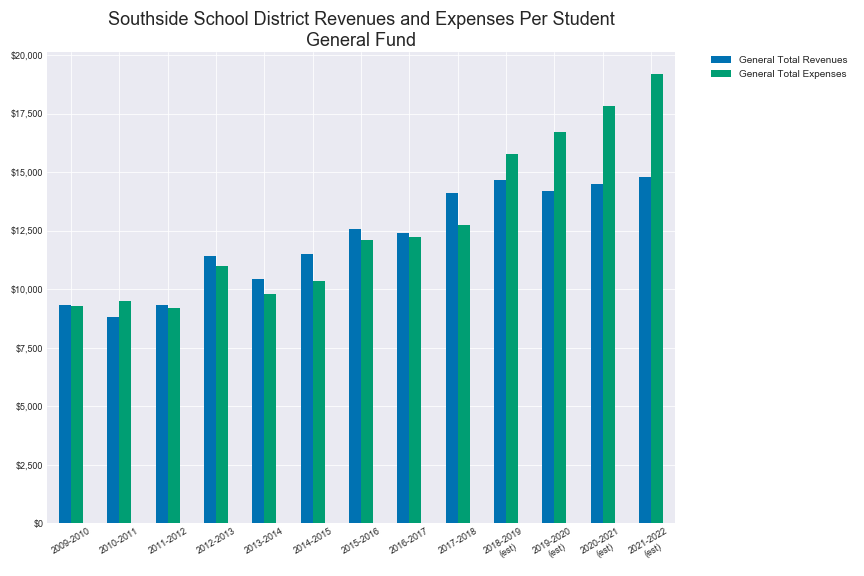 Southside School District Revenues and Expenses Per Student
General Fund
General Total Revenues
General Total Expenses
$20,000
$17,500
$15,000
$12,500
$10,000
$7,500
$5,000
$2,500
$0
2009-2010
2010-2011
2011-2012
2012-2013
2013-2014
2014-2015
2015-2016
2016-2017
2017-2018
2018-2019
(est)
2019-2020
(est)
2020-2021
(est)
2021-2022
(est)